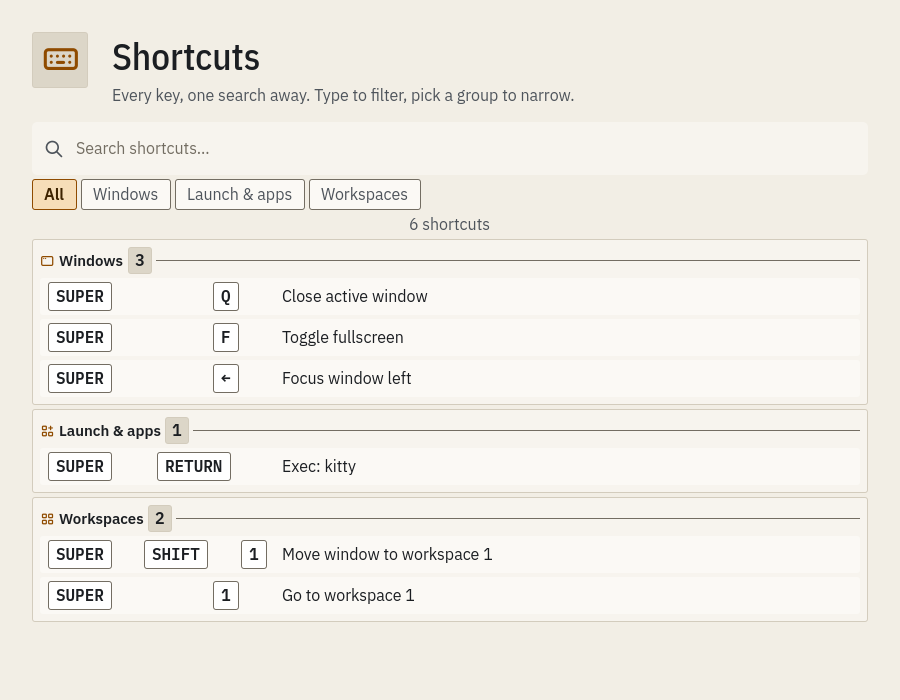 Shortcuts
Every key, one search away. Type to filter, pick a group to narrow.
Search shortcuts...
All Windows Launch & apps Workspaces
6 shortcuts
Windows 3
SUPER Q Close active window
SUPER F Toggle fullscreen
SUPER ← Focus window left
Launch & apps 1
SUPER RETURN Exec: kitty
Workspaces 2
SUPER SHIFT 1 Move window to workspace 1
SUPER 1 Go to workspace 1